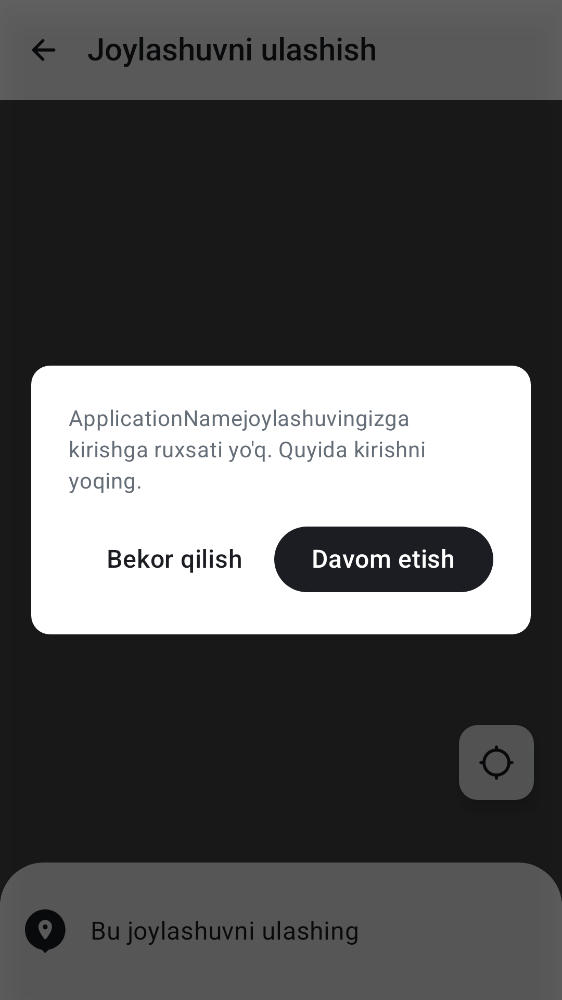 Joylashuvni ulashish
ApplicationNamejoylashuvingizga
kirishga ruxsati yo'q. Quyida kirishni
yoqing.
Bekor qilish
Davom etish
Bu joylashuvni ulashing